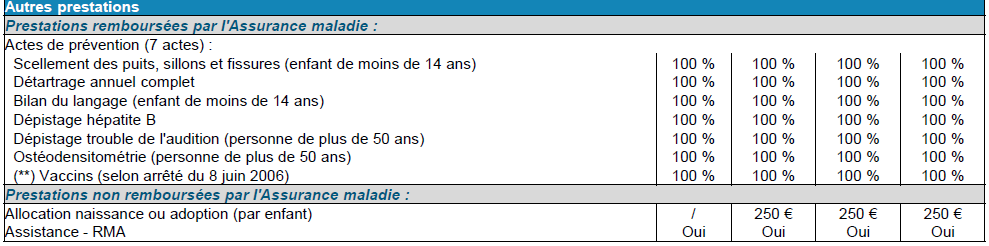 Autres prestations
Prestations remboursées par l'Assurance maladie :
Actes de prévention (7 actes) :
Scellement des puits, sillons et fissures (enfant de moins de 14 ans) 100 % 100 % 100 % 100 %
Détartrage annuel complet 100 % 100 % 100 % 100 %
Bilan du langage (enfant de moins de 14 ans) 100 % 100 % 100 % 100 %
Dépistage hépatite B 100 % 100 % 100 % 100 %
Dépistage trouble de l'audition (personne de plus de 50 ans) 100 % 100 % 100 % 100 %
Ostéodensitométrie (personne de plus de 50 ans) 100 % 100 % 100 % 100 %
(**) Vaccins (selon arrêté du 8 juin 2006) 100 % 100 % 100 % 100 %
Prestations non remboursées par l'Assurance maladie :
Allocation naissance ou adoption (par enfant) / 250 € 250 € 250 €
Assistance - RMA Oui Oui Oui Oui